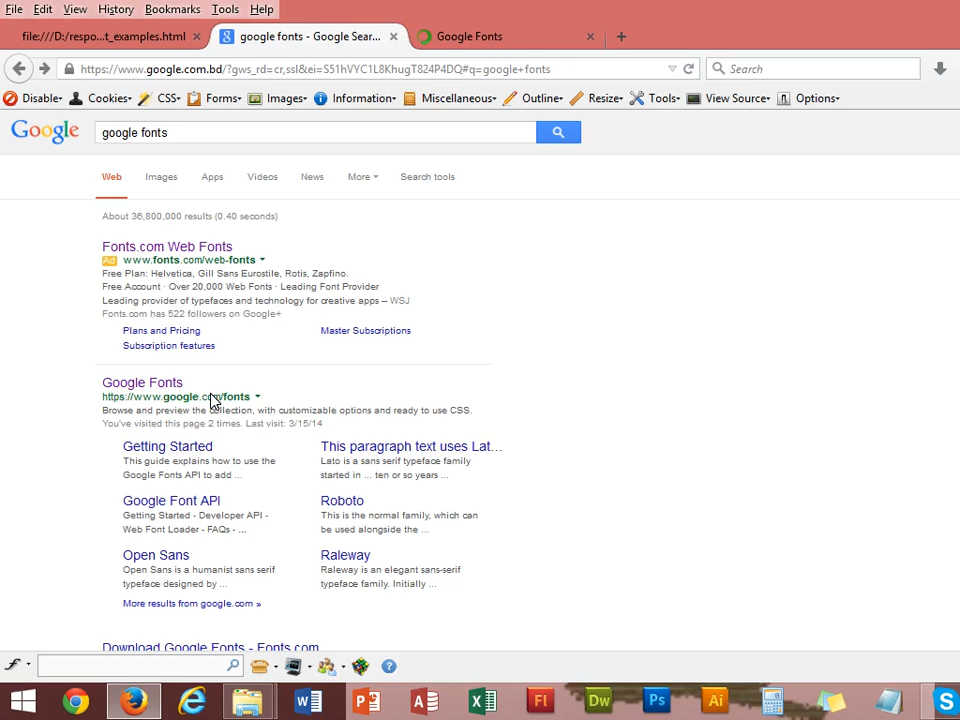 File Edit View History Bookmarks Tools Help
file:///D:/respo...t_examples.html × google fonts - Google Sear... × Google Fonts × +
https://www.google.com.bd/?gws_rd=cr,ssl&ei=S51hVYC1L8KhugT824P4DQ#q=google+fonts Search
Disable Cookies CSS Forms Images Information Miscellaneous Outline Resize Tools View Source Options
Google google fonts
Web Images Apps Videos News More Search tools
About 36,800,000 results (0.40 seconds)
Fonts.com Web Fonts
Ad www.fonts.com/web-fonts
Free Plan: Helvetica, Gill Sans Eurostile, Rotis, Zapfino.
Free Account · Over 20,000 Web Fonts · Leading Font Provider
Leading provider of typefaces and technology for creative apps – WSJ
Fonts.com has 522 followers on Google+
Plans and Pricing Master Subscriptions
Subscription features
Google Fonts
https://www.google.com/fonts
Browse and preview the collection, with customizable options and ready to use CSS.
You've visited this page 2 times. Last visit: 3/15/14
Getting Started This paragraph text uses Lat...
This guide explains how to use the Lato is a sans serif typeface family
Google Fonts API to add ... started in ... ten or so years ...
Google Font API Roboto
Getting Started - Developer API - This is the normal family, which can
Web Font Loader - FAQs - ... be used alongside the ...
Open Sans Raleway
Open Sans is a humanist sans serif Raleway is an elegant sans-serif
typeface designed by ... typeface family. Initially ...
More results from google.com »
Download Google Fonts - Fonts.com